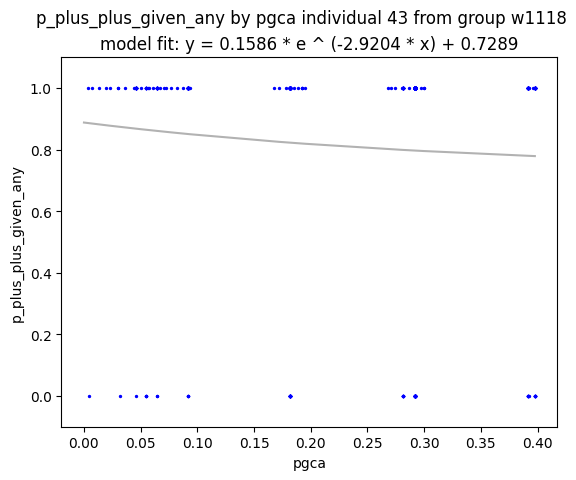 p_plus_plus_given_any by pgca individual 43 from group w1118
model fit: y = 0.1586 * e ^ (-2.9204 * x) + 0.7289
1.0
0.8
0.6
0.4
0.2
0.0
p_plus_plus_given_any
0.00 0.05 0.10 0.15 0.20 0.25 0.30 0.35 0.40
pgca